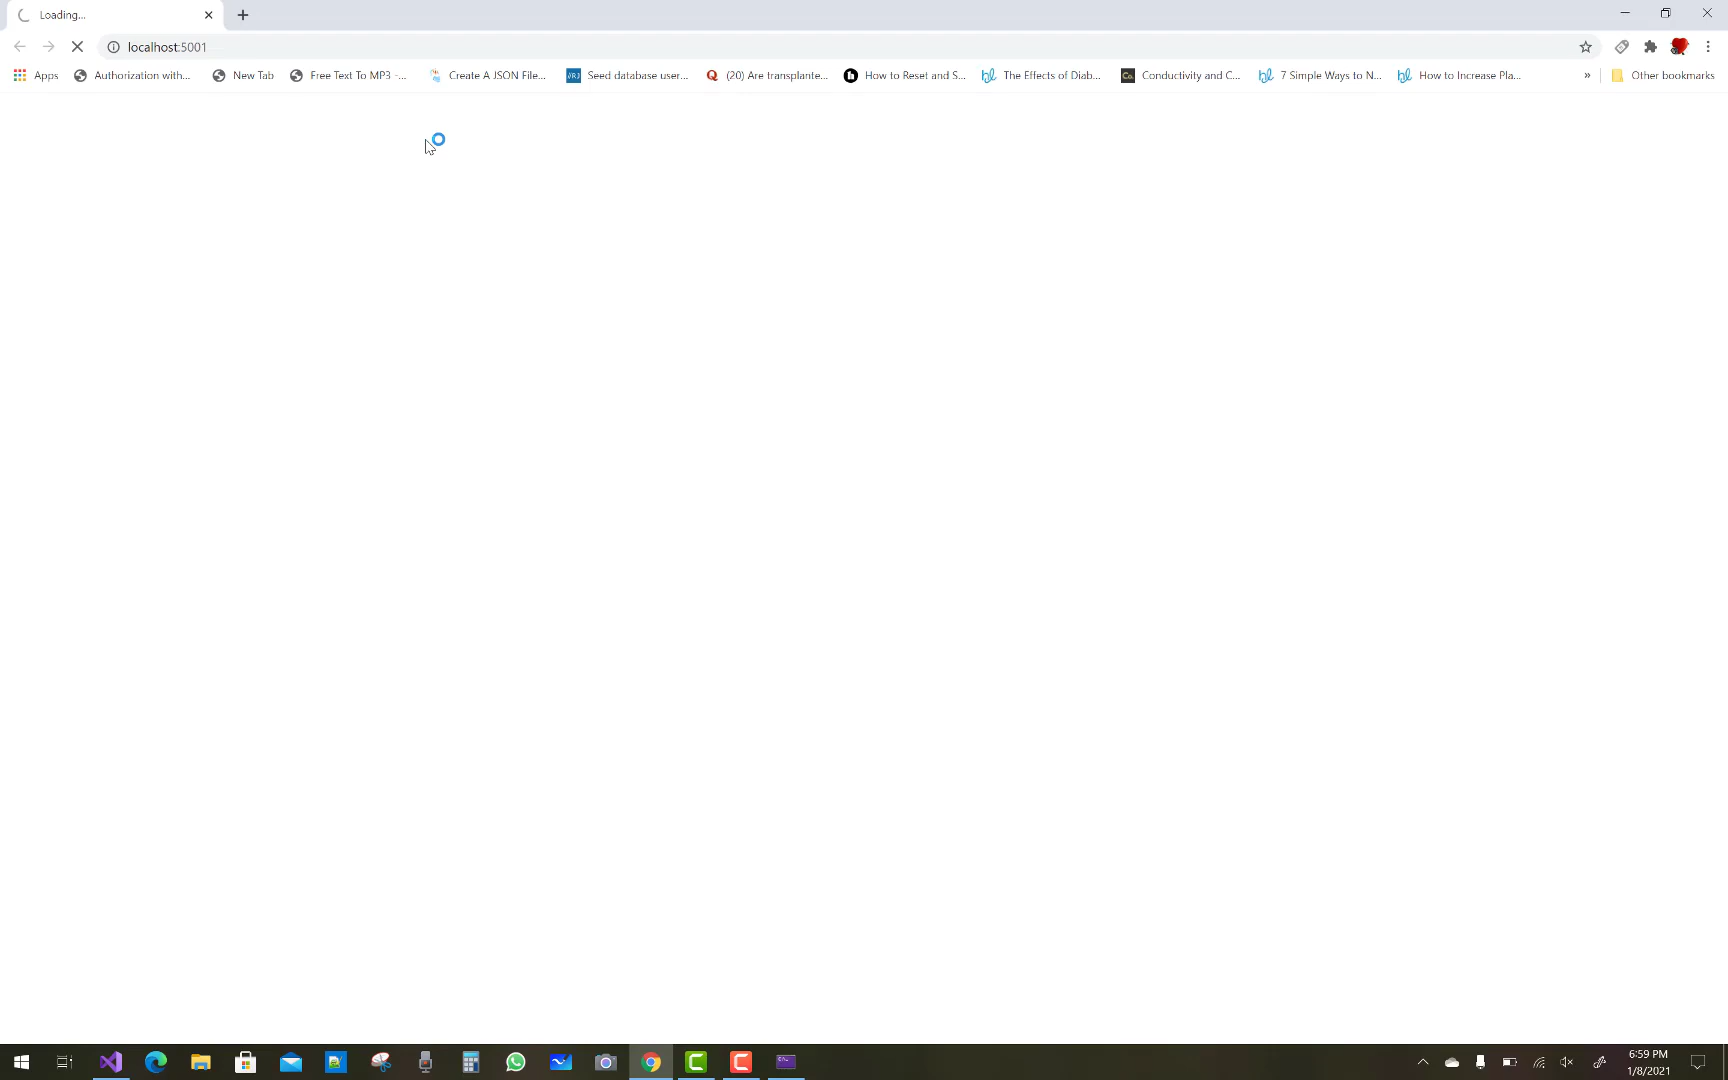 Loading...
localhost:5001
Apps Authorization with... New Tab Free Text To MP3 -... Create A JSON File... Seed database user... (20) Are transplante... How to Reset and S... The Effects of Diab... Conductivity and C... 7 Simple Ways to N... How to Increase Pla... » Other bookmarks
6:59 PM
1/8/2021